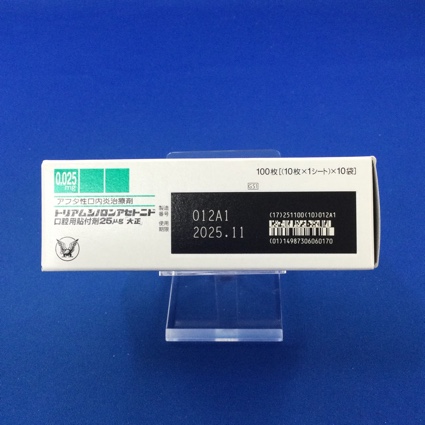 0.025
mg
アフタ性口内炎治療剤
トリアムシノロンアセトニド
口腔用貼付剤25μg 大正
100枚[(10枚×1シート)×10袋]
製造
番号
012A1
使用
期限
2025.11
(17)251100(10)012A1
(01)14987306060170